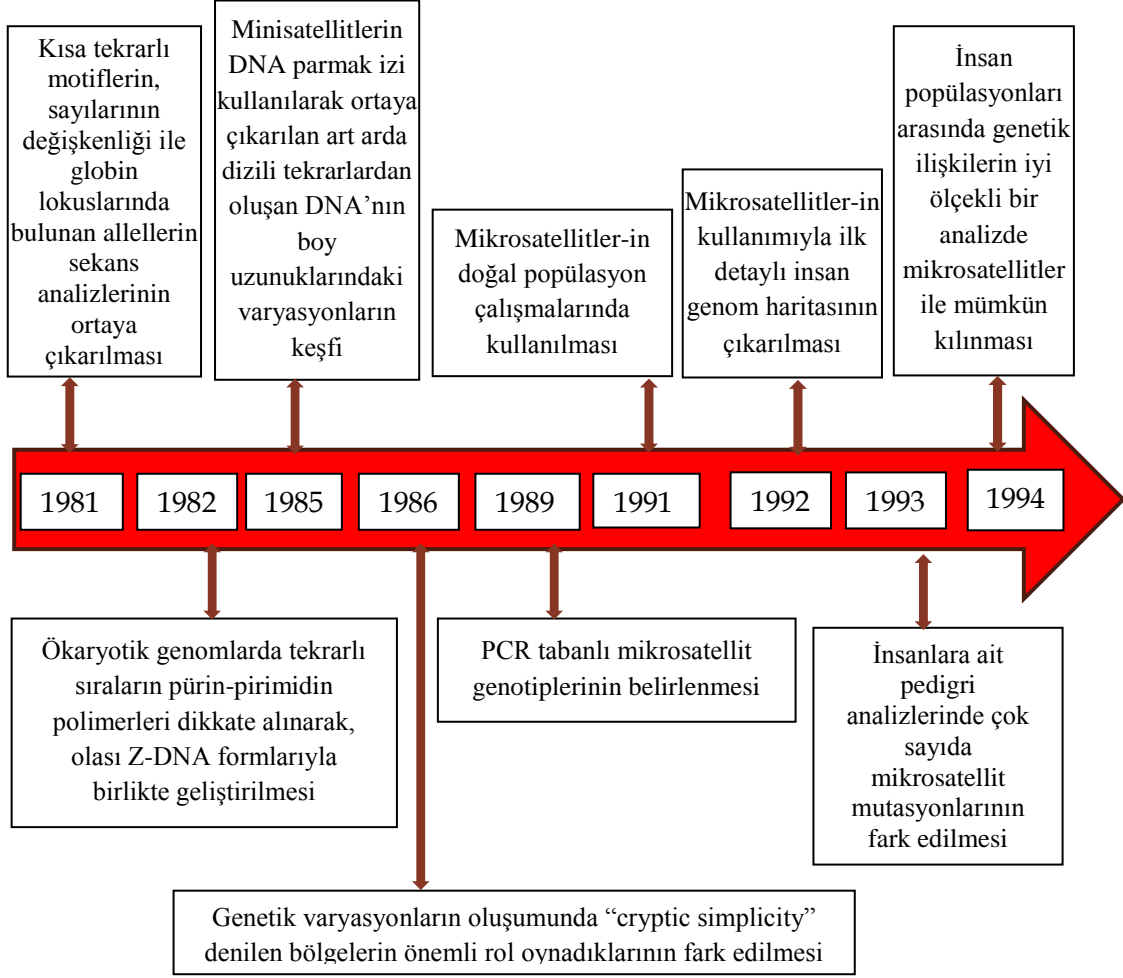 Kısa tekrarlı
motiflerin,
sayılarının
değişkenliği ile
globin
lokuslarında
bulunan allellerin
sekans
analizlerinin
ortaya
çıkarılması
Minisatellitlerin
DNA parmak izi
kullanılarak ortaya
çıkarılan art arda
dizili tekrarlardan
oluşan DNA’nın
boy
uzunuklarındaki
varyasyonların
keşfi
Mikrosatellitler-in
doğal popülasyon
çalışmalarında
kullanılması
Mikrosatellitler-in
kullanımıyla ilk
detaylı insan
genom haritasının
çıkarılması
İnsan
popülasyonları
arasında genetik
ilişkilerin iyi
ölçekli bir
analizde
mikrosatellitler
ile mümkün
kılınması
1981
1982
1985
1986
1989
1991
1992
1993
1994
Ökaryotik genomlarda tekrarlı
sıraların pürin-pirimidin
polimerleri dikkate alınarak,
olası Z-DNA formlarıyla
birlikte geliştirilmesi
PCR tabanlı mikrosatellit
genotiplerinin belirlenmesi
İnsanlara ait
pedigri
analizlerinde çok
sayıda
mikrosatellit
mutasyonlarının
fark edilmesi
Genetik varyasyonların oluşumunda “cryptic simplicity”
denilen bölgelerin önemli rol oynadıklarının fark edilmesi